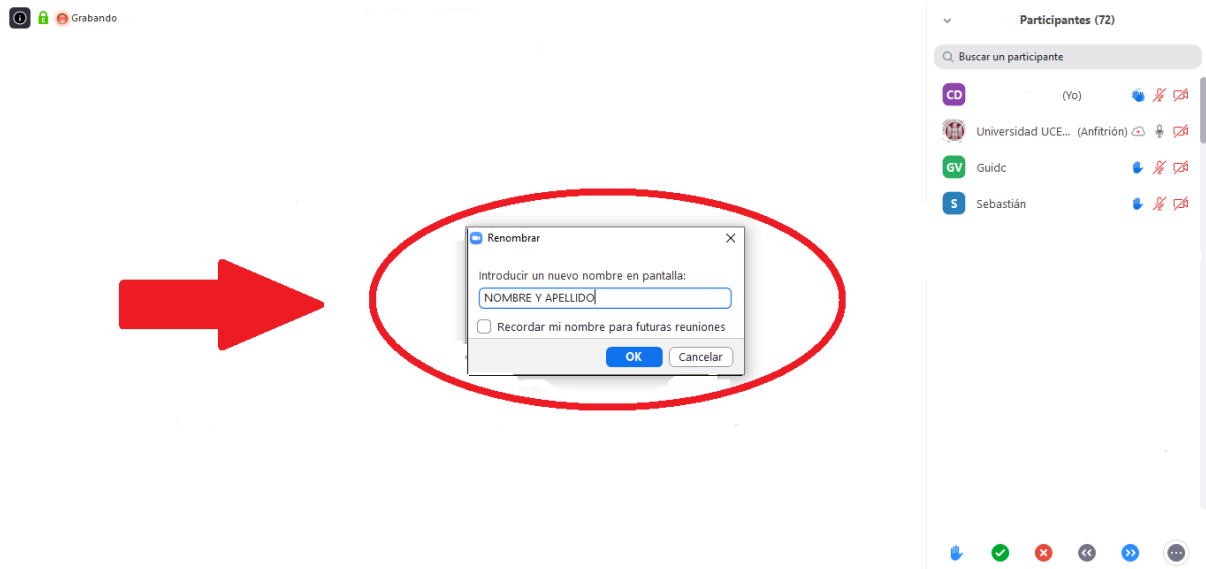 Grabando
Participantes (72)
Buscar un participante
CD (Yo)
Universidad UCE... (Anfitrión)
GV Guidc
S Sebastián
Renombrar
Introducir un nuevo nombre en pantalla:
NOMBRE Y APELLIDO
Recordar mi nombre para futuras reuniones
OK Cancelar